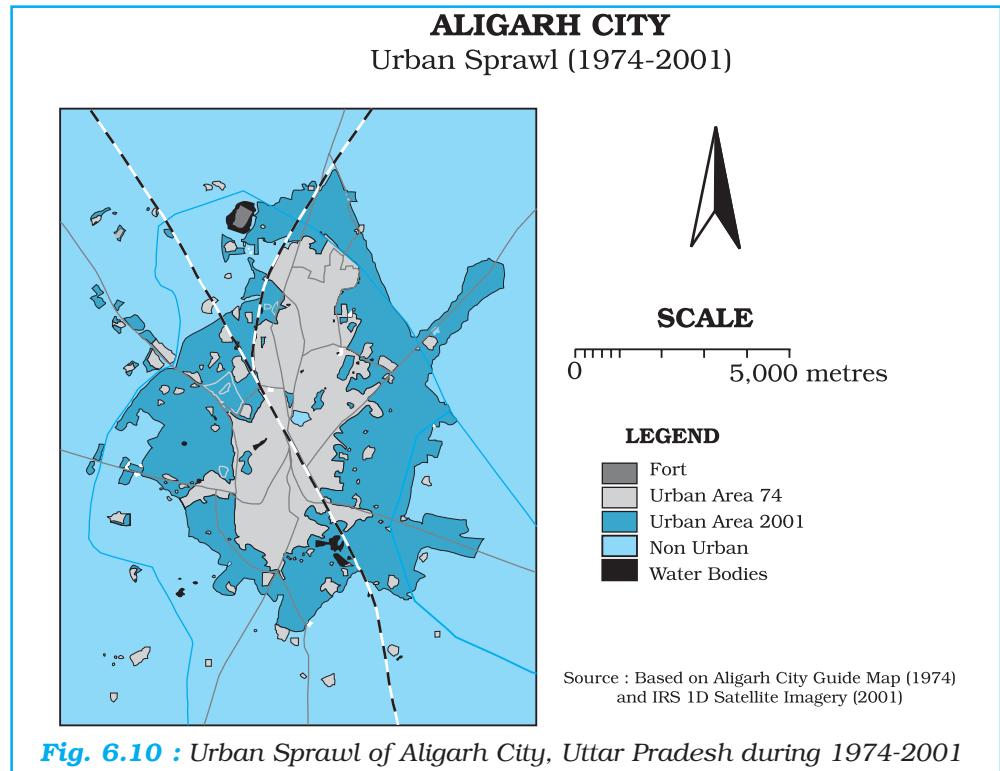 ALIGARH CITY
Urban Sprawl (1974-2001)
SCALE
0 5,000 metres
LEGEND
Fort
Urban Area 74
Urban Area 2001
Non Urban
Water Bodies
Source : Based on Aligarh City Guide Map (1974)
and IRS 1D Satellite Imagery (2001)
Fig. 6.10 : Urban Sprawl of Aligarh City, Uttar Pradesh during 1974-2001